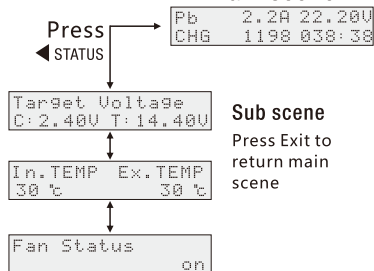 Press
◀ STATUS
Pb 2.2A 22.20V
CHG 1198 038:38
Target Voltage
C:2.40V T:14.40V
Sub scene
Press Exit to
return main
scene
In.TEMP Ex.TEMP
30 ℃ 30 ℃
Fan Status
on